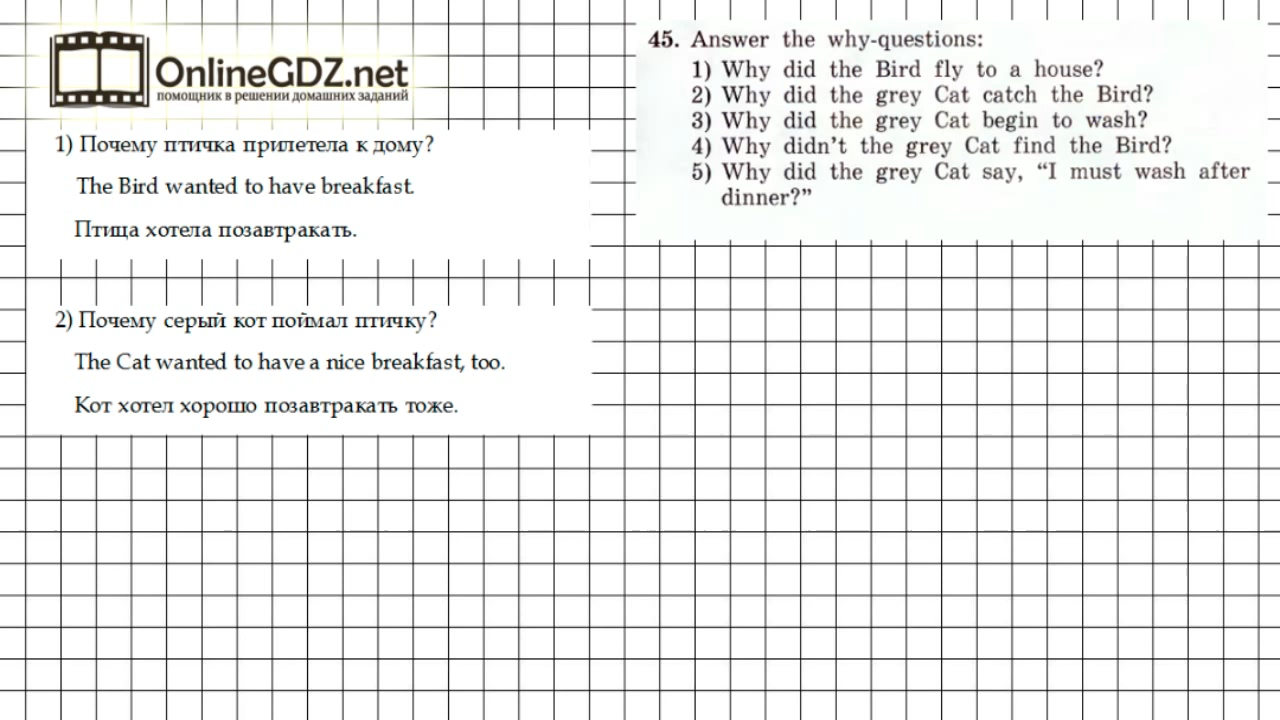 OnlineGDZ.net
помощник в решении домашних заданий
1) Почему птичка прилетела к дому?
The Bird wanted to have breakfast.
Птица хотела позавтракать.
2) Почему серый кот поймал птичку?
The Cat wanted to have a nice breakfast, too.
Кот хотел хорошо позавтракать тоже.
45. Answer the why-questions:
1) Why did the Bird fly to a house?
2) Why did the grey Cat catch the Bird?
3) Why did the grey Cat begin to wash?
4) Why didn't the grey Cat find the Bird?
5) Why did the grey Cat say, “I must wash after
dinner?”